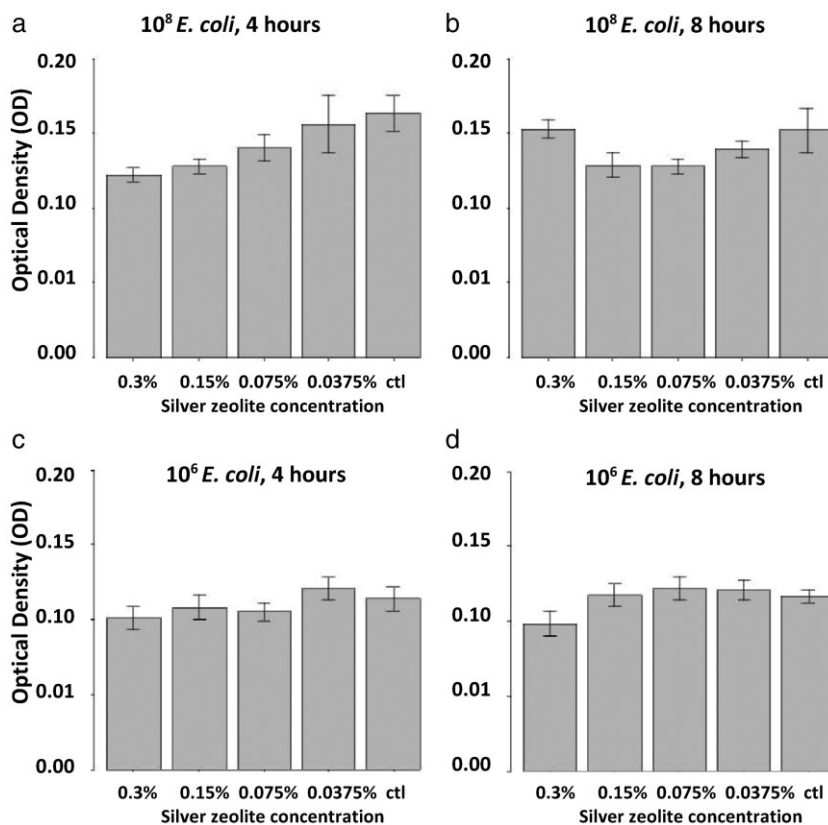 a
10⁸ E. coli, 4 hours
Optical Density (OD)
0.20
0.15
0.10
0.01
0.00
0.3% 0.15% 0.075% 0.0375% ctl
Silver zeolite concentration
b
10⁸ E. coli, 8 hours
0.20
0.15
0.10
0.01
0.00
0.3% 0.15% 0.075% 0.0375% ctl
Silver zeolite concentration
c
10⁶ E. coli, 4 hours
Optical Density (OD)
0.20
0.15
0.10
0.01
0.00
0.3% 0.15% 0.075% 0.0375% ctl
Silver zeolite concentration
d
10⁶ E. coli, 8 hours
0.20
0.15
0.10
0.01
0.00
0.3% 0.15% 0.075% 0.0375% ctl
Silver zeolite concentration